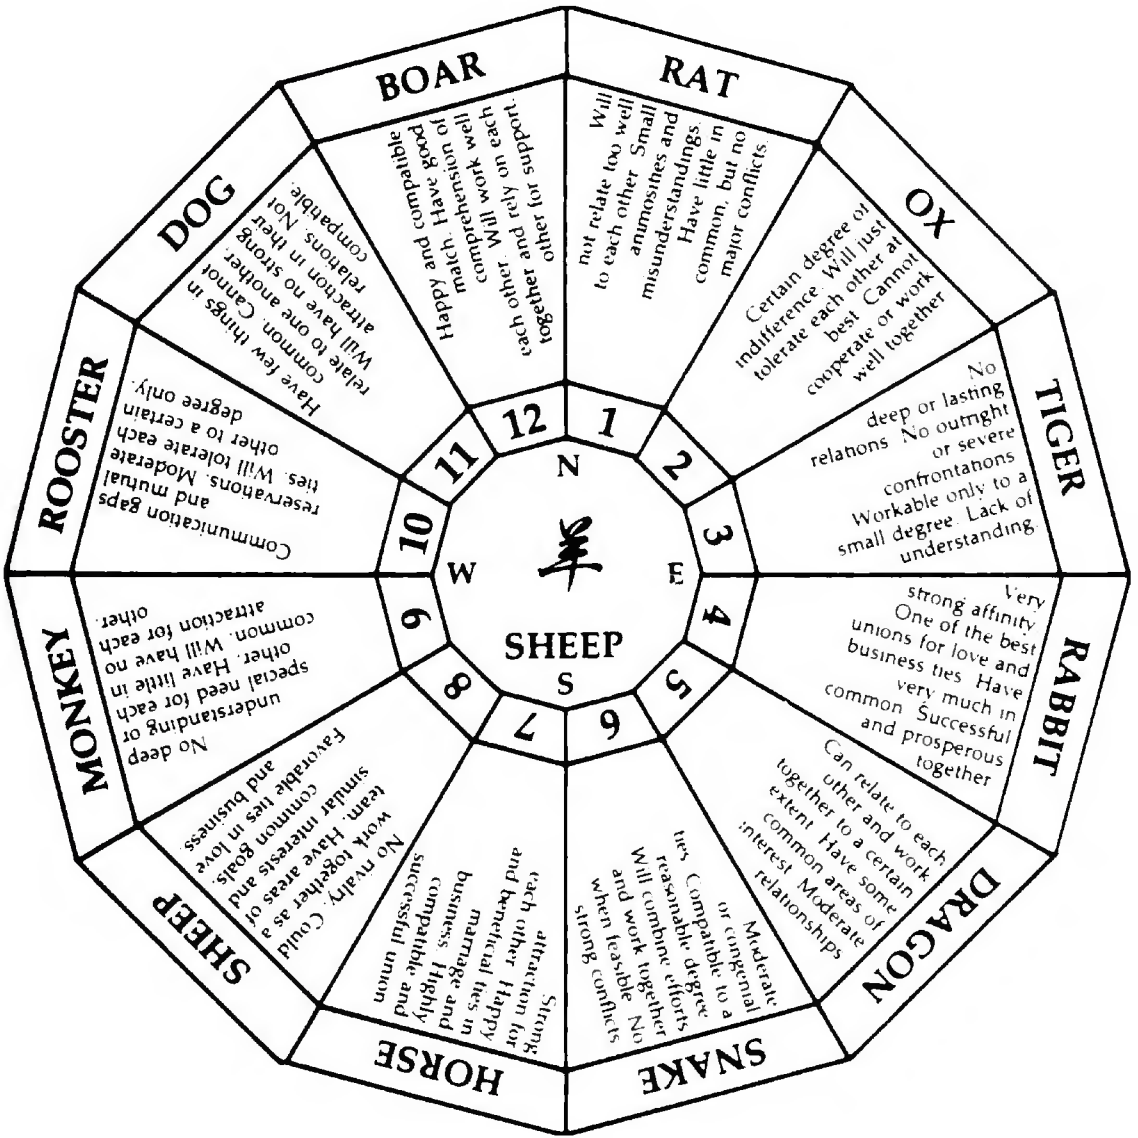 RAT
Will
not relate too well
to each other Small
animosities and
misunderstandings.
Have little in
common, but no
major conflicts.
1
OX
Certain degree of
indifference. Will just
tolerate each other at
best Cannot
cooperate or work
well together
2
TIGER
No
deep or lasting
relations No outright
or severe
confrontations
Workable only to a
small degree. Lack of
understanding.
3
RABBIT
Very
strong affinity
One of the best
unions for love and
business ties Have
very much in
common Successful
and prosperous
together
4
DRAGON
Can relate to each
other and work
together to a certain
extent Have some
common areas of
interest Moderate
relationships
5
SNAKE
Moderate
or congenial
ties Compatible to a
reasonable degree
Will combine efforts
and work together
when feasible No
strong conflicts
6
HORSE
Strong
attraction for
each other Happy
and beneficial ties in
marriage and
business Highly
compatible and
successful union
7
SHEEP
No rivalry. Could
work together as a
team. Have areas of
similar interests and
common goals.
Favorable ties in love
and business
8
MONKEY
No deep
understanding or
special need for each
other. Have little in
common. Will have no
attraction for each
other.
9
ROOSTER
Communication gaps
and mutual
reservations. Moderate
ties. Will tolerate each
other to a certain
degree only.
10
DOG
Have few things in
common. Cannot
relate to one another.
Will have no strong
attraction in their
relations. Not
compatible.
11
BOAR
Happy and compatible
match. Have good
comprehension of
each other. Will work well
together and rely on each
other for support.
12
N
W
羊
E
SHEEP
S